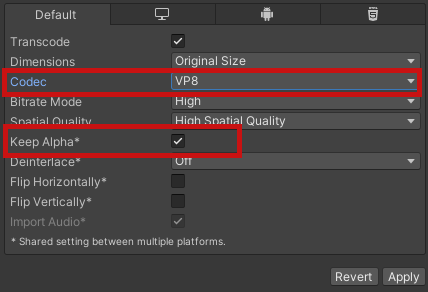 Default
Transcode
Dimensions Original Size
Codec VP8
Bitrate Mode High
Spatial Quality High Spatial Quality
Keep Alpha*
Deinterlace* Off
Flip Horizontally*
Flip Vertically*
Import Audio*
* Shared setting between multiple platforms.
Revert Apply